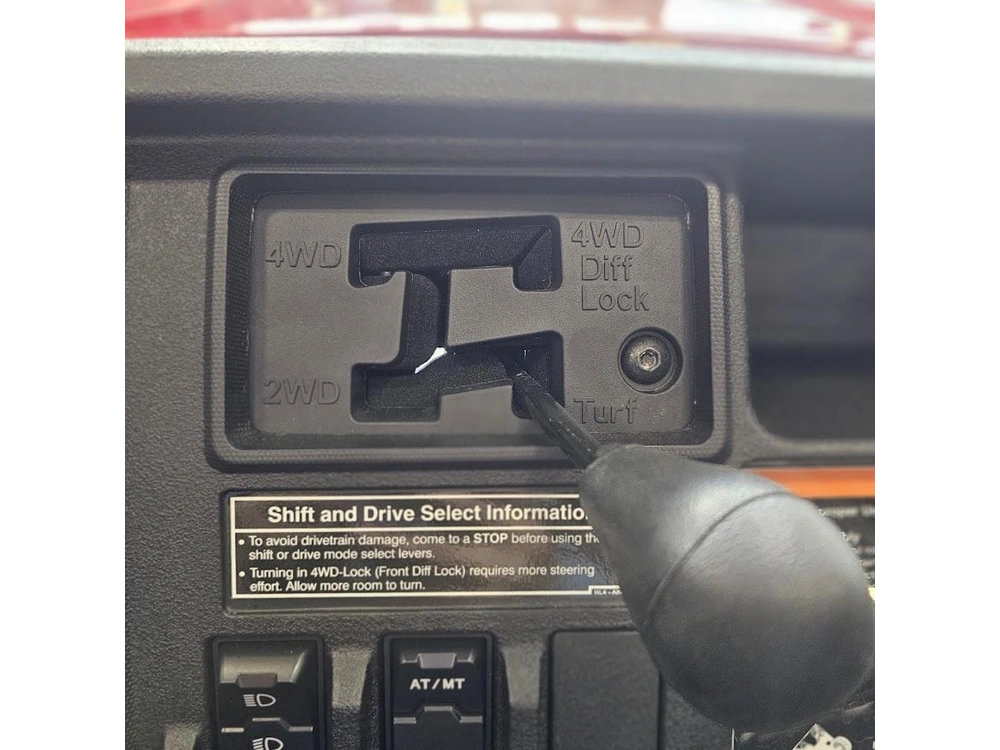 4WD
4WD
Diff
Lock
2WD
Turf
Shift and Drive Select Informatio
• To avoid drivetrain damage, come to a STOP before using the
shift or drive mode select levers.
• Turning in 4WD-Lock (Front Diff Lock) requires more steering
effort. Allow more room to turn.
AT/MT